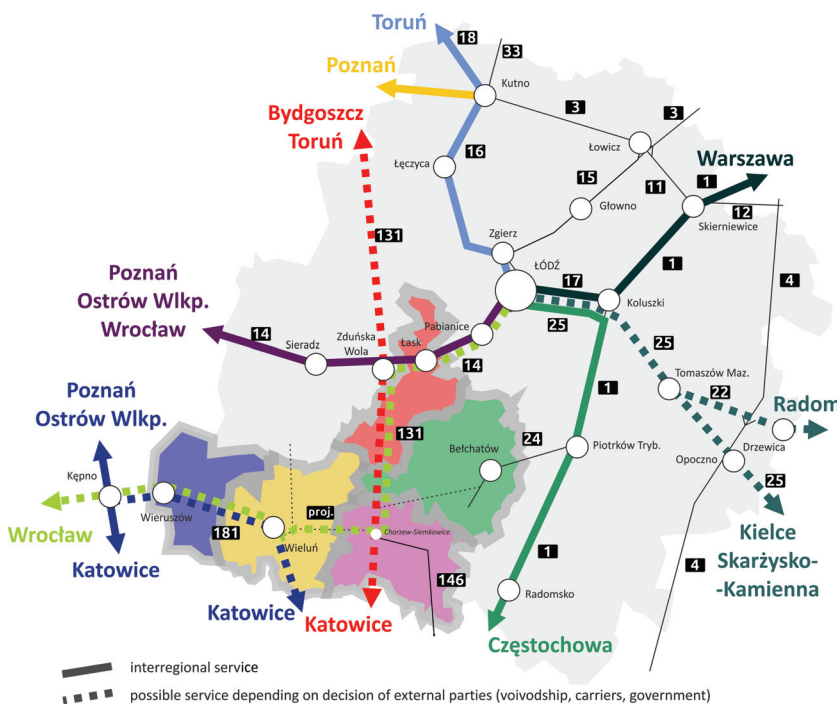 Toruń
18
33
Poznań
Kutno
Bydgoszcz
Toruń
3
3
Łowicz
16
Łęczyca
Warszawa
15
11
1
Głowno
12
Skierniewice
131
Zgierz
ŁÓDŹ
17
1
4
Koluszki
Poznań
Ostrów Wlkp.
Wrocław
14
Sieradz
Zduńska
Wola
Łask
Pabianice
14
25
25
Tomaszów Maz.
22
Radom
1
Poznań
Ostrów Wlkp.
131
Bełchatów
24
Piotrków Tryb.
Opoczno
Drzewica
25
Kępno
Wieruszów
proj.
Wrocław
181
Wieluń
Chorzew-Siemkowice
Kielce
Skarżysko-
-Kamienna
Katowice
1
4
146
Katowice
Katowice
Radomsko
Częstochowa
interregional service
possible service depending on decision of external parties (voivodship, carriers, government)